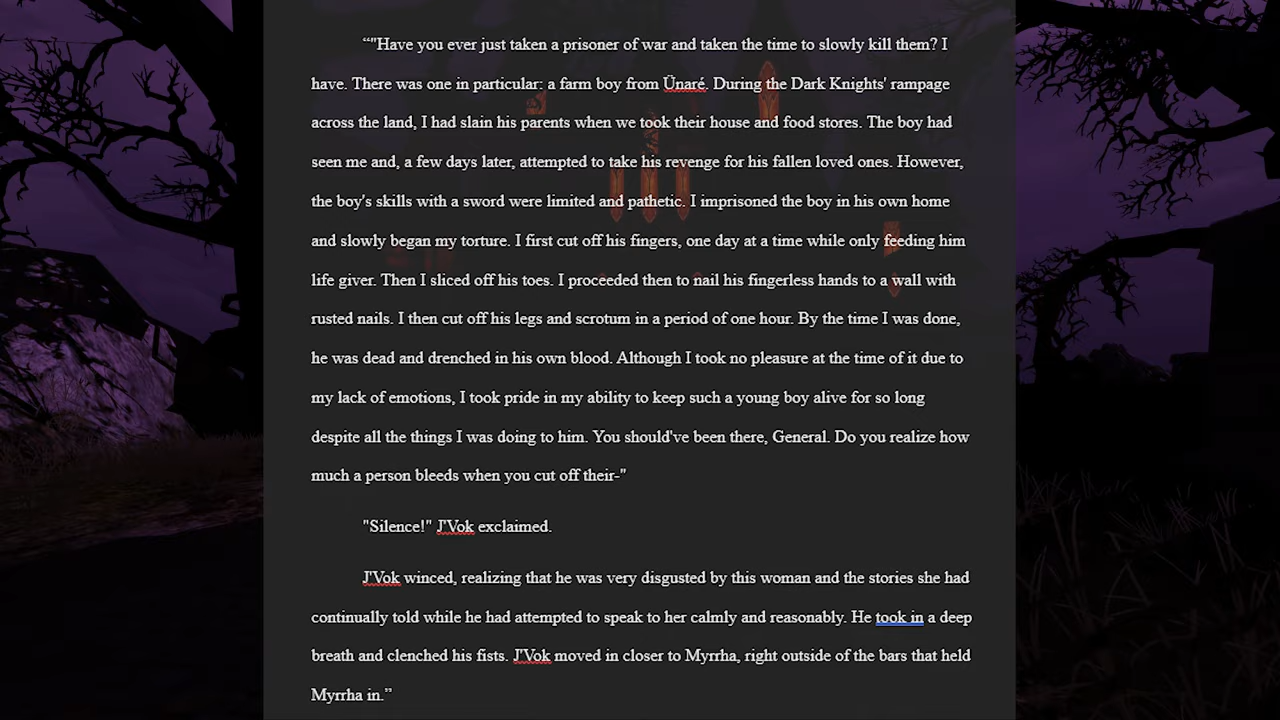 “"Have you ever just taken a prisoner of war and taken the time to slowly kill them? I
have. There was one in particular: a farm boy from Ünaré. During the Dark Knights' rampage
across the land, I had slain his parents when we took their house and food stores. The boy had
seen me and, a few days later, attempted to take his revenge for his fallen loved ones. However,
the boy's skills with a sword were limited and pathetic. I imprisoned the boy in his own home
and slowly began my torture. I first cut off his fingers, one day at a time while only feeding him
life giver. Then I sliced off his toes. I proceeded then to nail his fingerless hands to a wall with
rusted nails. I then cut off his legs and scrotum in a period of one hour. By the time I was done,
he was dead and drenched in his own blood. Although I took no pleasure at the time of it due to
my lack of emotions, I took pride in my ability to keep such a young boy alive for so long
despite all the things I was doing to him. You should've been there, General. Do you realize how
much a person bleeds when you cut off their-"
"Silence!" J'Vok exclaimed.
J'Vok winced, realizing that he was very disgusted by this woman and the stories she had
continually told while he had attempted to speak to her calmly and reasonably. He took in a deep
breath and clenched his fists. J'Vok moved in closer to Myrrha, right outside of the bars that held
Myrrha in.”